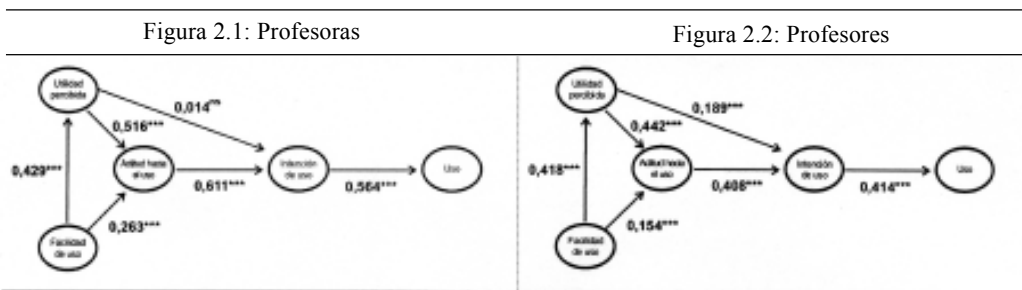 Figura 2.1: Profesoras
Utilidad
percibida
0,014ns
0,516***
0,429***
Actitud hacia
el uso
Intención
de uso
Uso
0,611***
0,564***
0,263***
Facilidad
de uso
Figura 2.2: Profesores
Utilidad
percibida
0,189***
0,442***
0,418***
Actitud hacia
el uso
Intención
de uso
Uso
0,408***
0,414***
0,154***
Facilidad
de uso